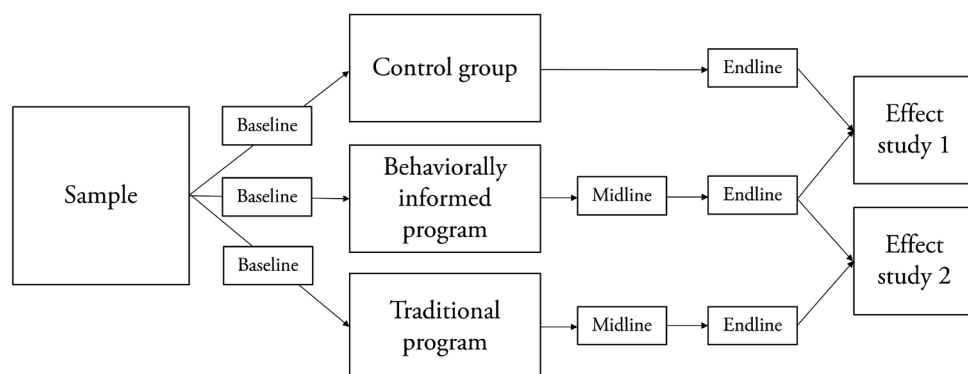 Control group
Endline
Baseline
Effect
study 1
Sample
Baseline
Behaviorally
informed
program
Midline
Endline
Baseline
Effect
study 2
Traditional
program
Midline
Endline